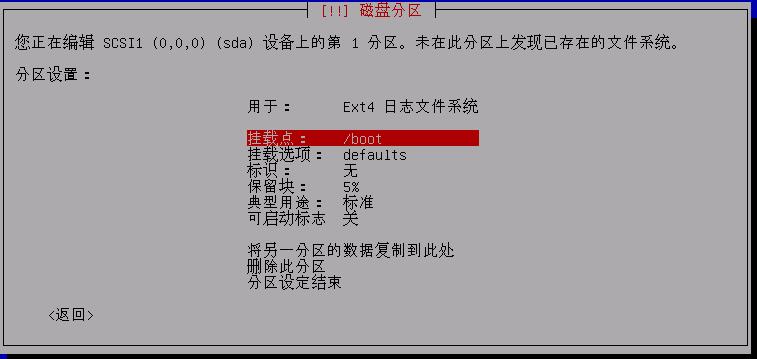 [!!] 磁盘分区
您正在编辑 SCSI1 (0,0,0) (sda) 设备上的第 1 分区。未在此分区上发现已存在的文件系统。
分区设置：
用于： Ext4 日志文件系统
挂载点： /boot
挂载选项： defaults
标识： 无
保留块： 5%
典型用途： 标准
可启动标志 关
将另一分区的数据复制到此处
删除此分区
分区设定结束
<返回>